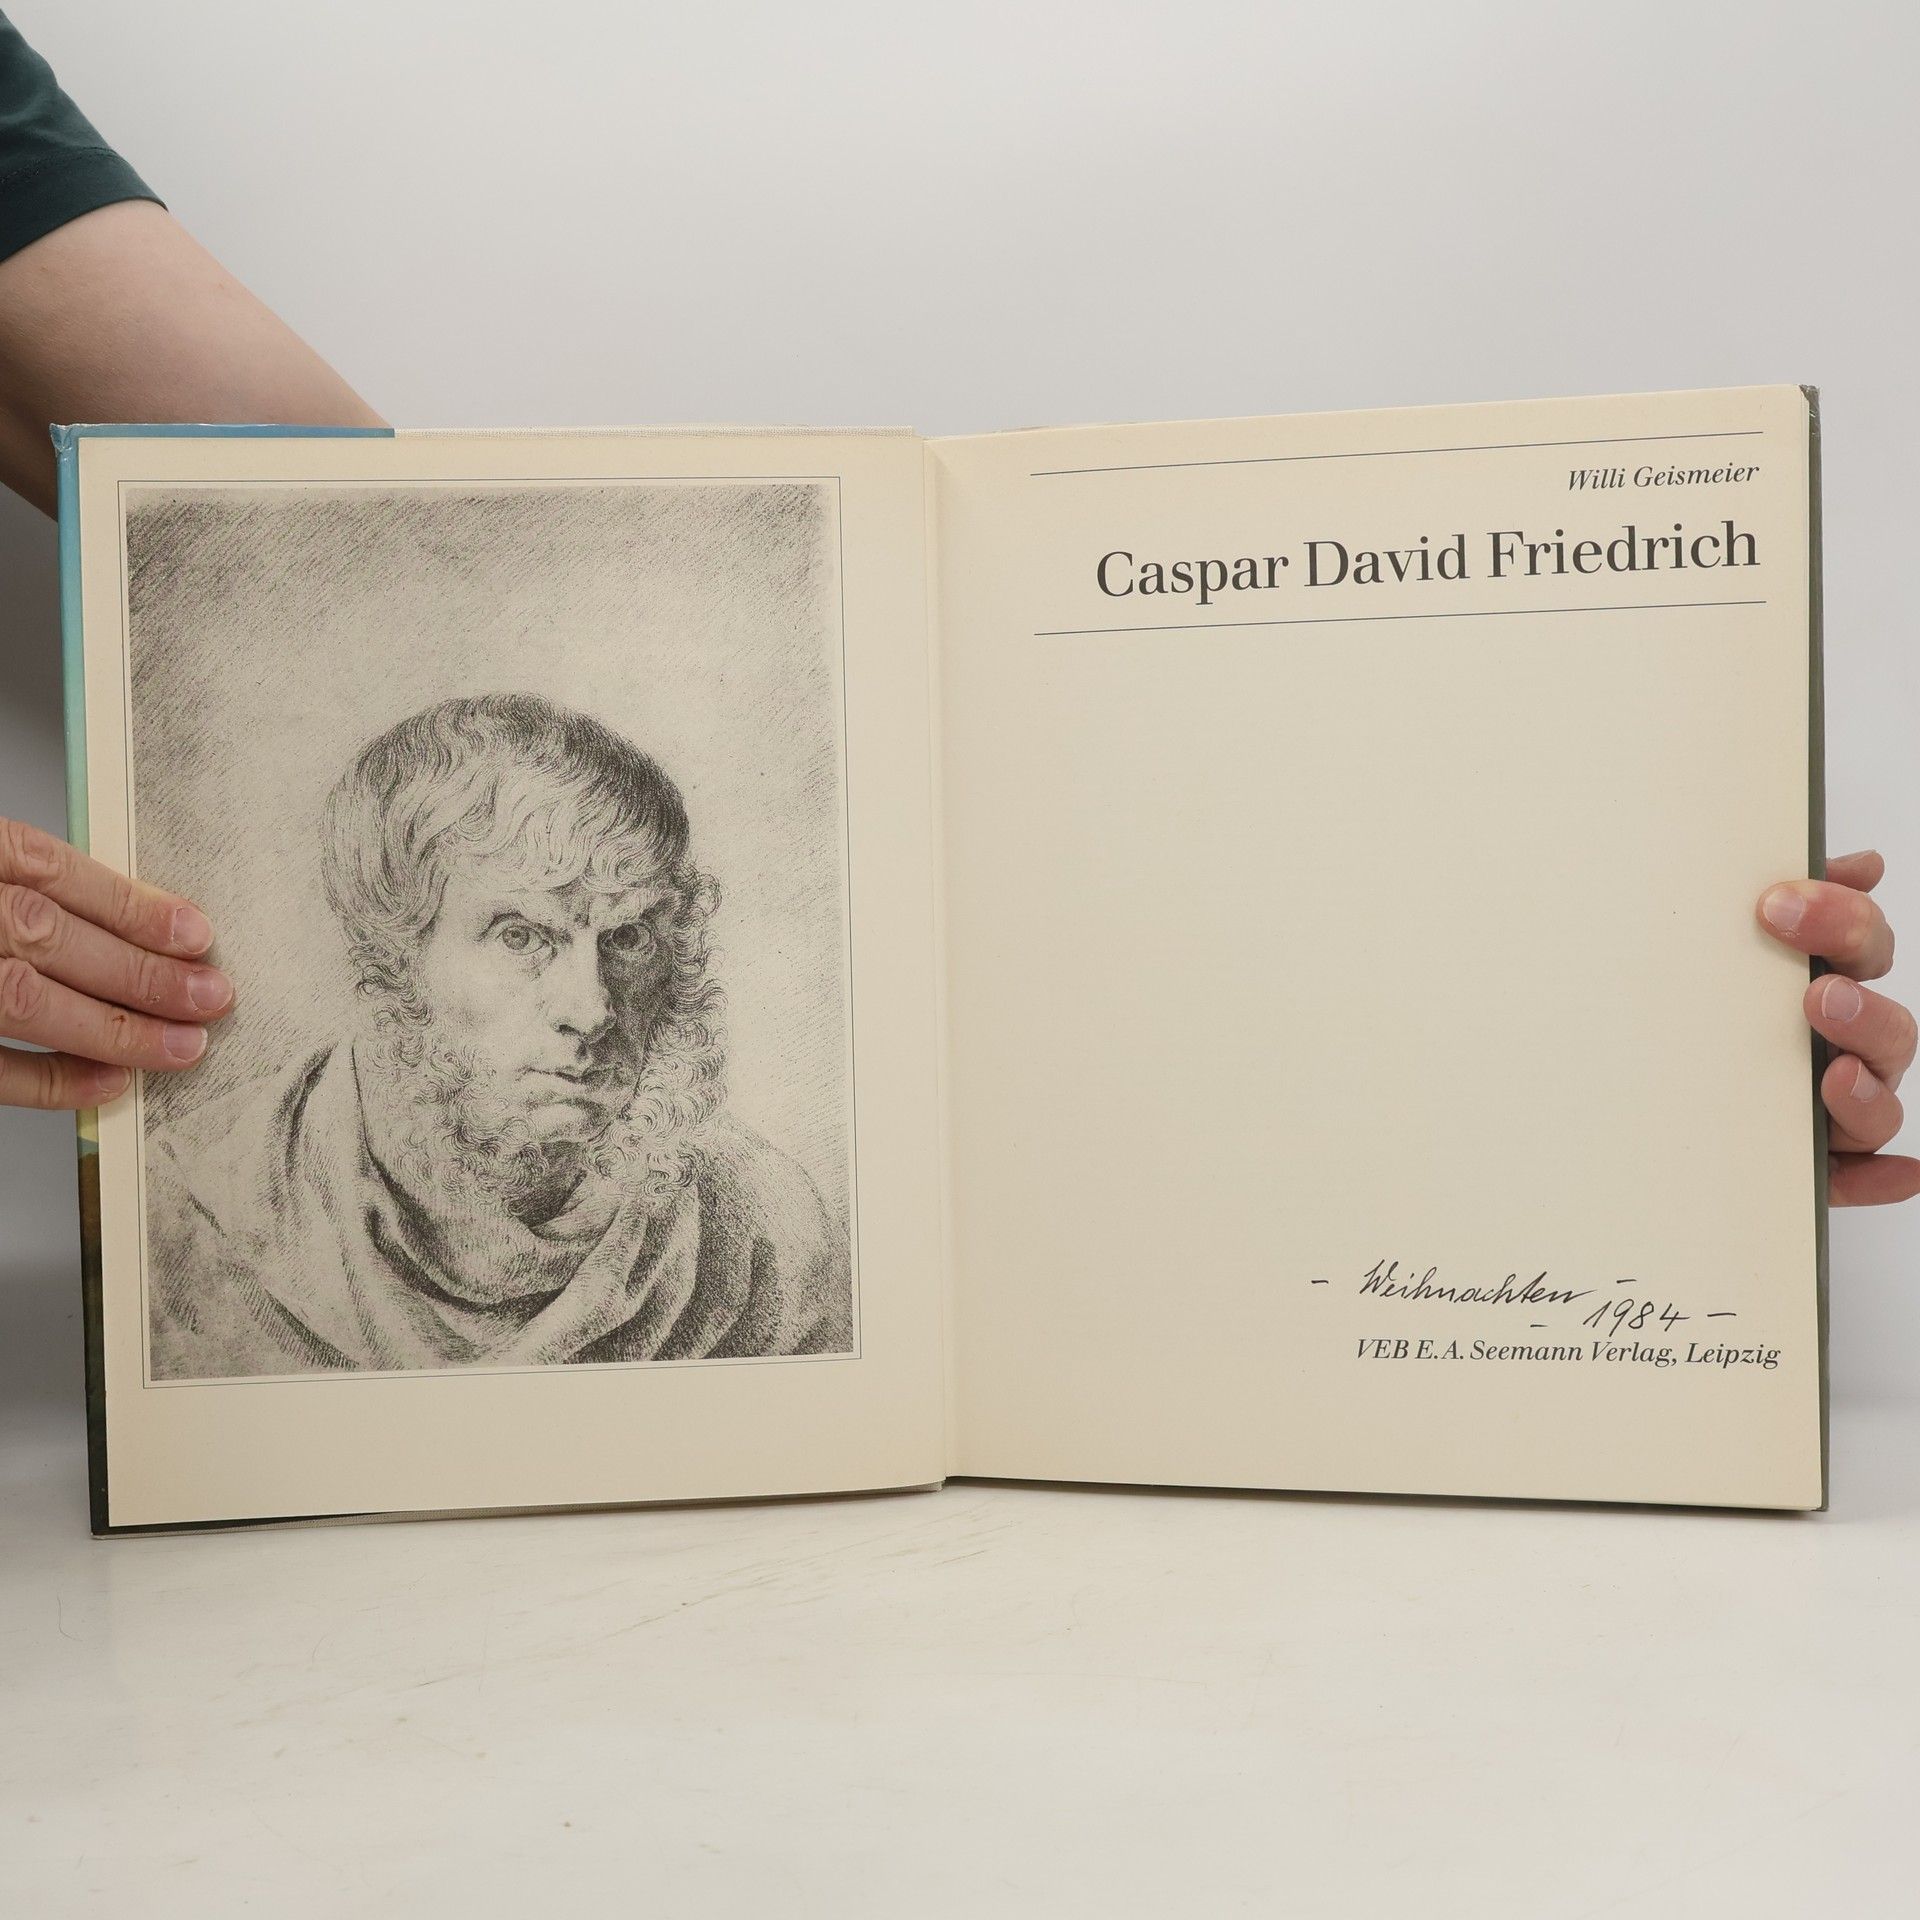 Willi Geismeier
Caspar David Friedrich
- Weihnachten -
- 1984 -
VEB E. A. Seemann Verlag, Leipzig